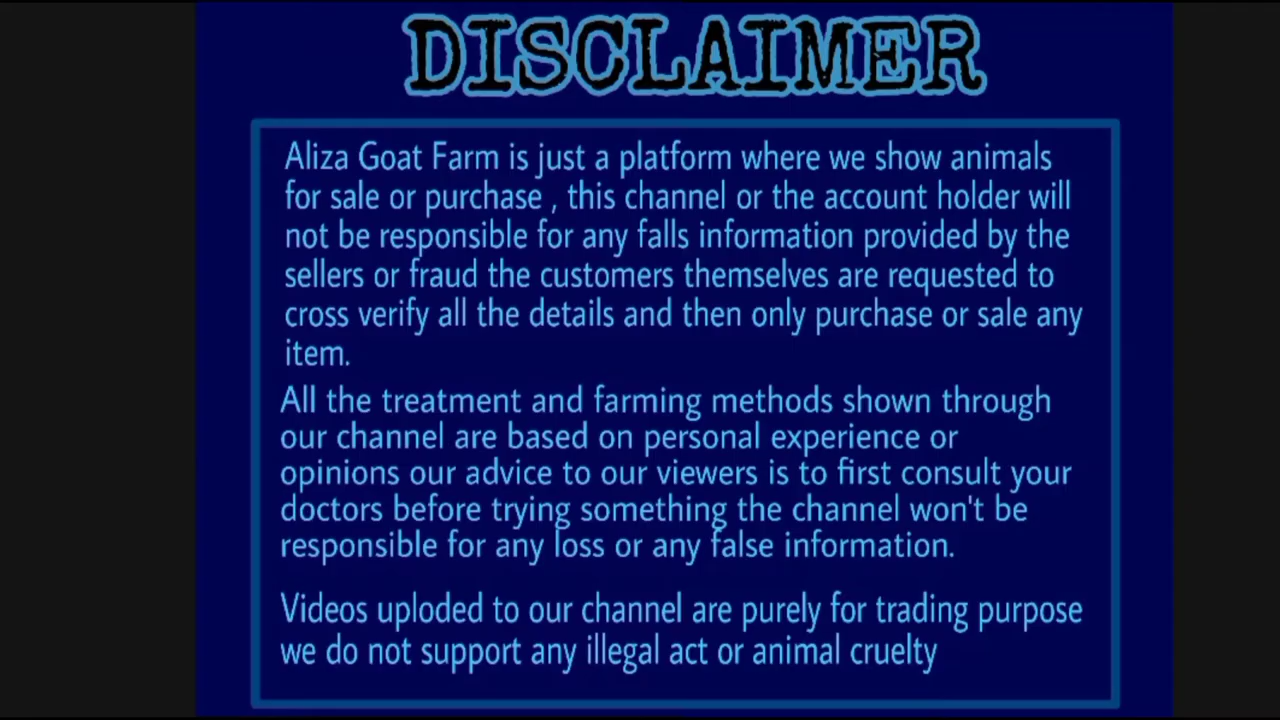 DISCLAIMER
Aliza Goat Farm is just a platform where we show animals
for sale or purchase , this channel or the account holder will
not be responsible for any falls information provided by the
sellers or fraud the customers themselves are requested to
cross verify all the details and then only purchase or sale any
item.
All the treatment and farming methods shown through
our channel are based on personal experience or
opinions our advice to our viewers is to first consult your
doctors before trying something the channel won't be
responsible for any loss or any false information.
Videos uploded to our channel are purely for trading purpose
we do not support any illegal act or animal cruelty